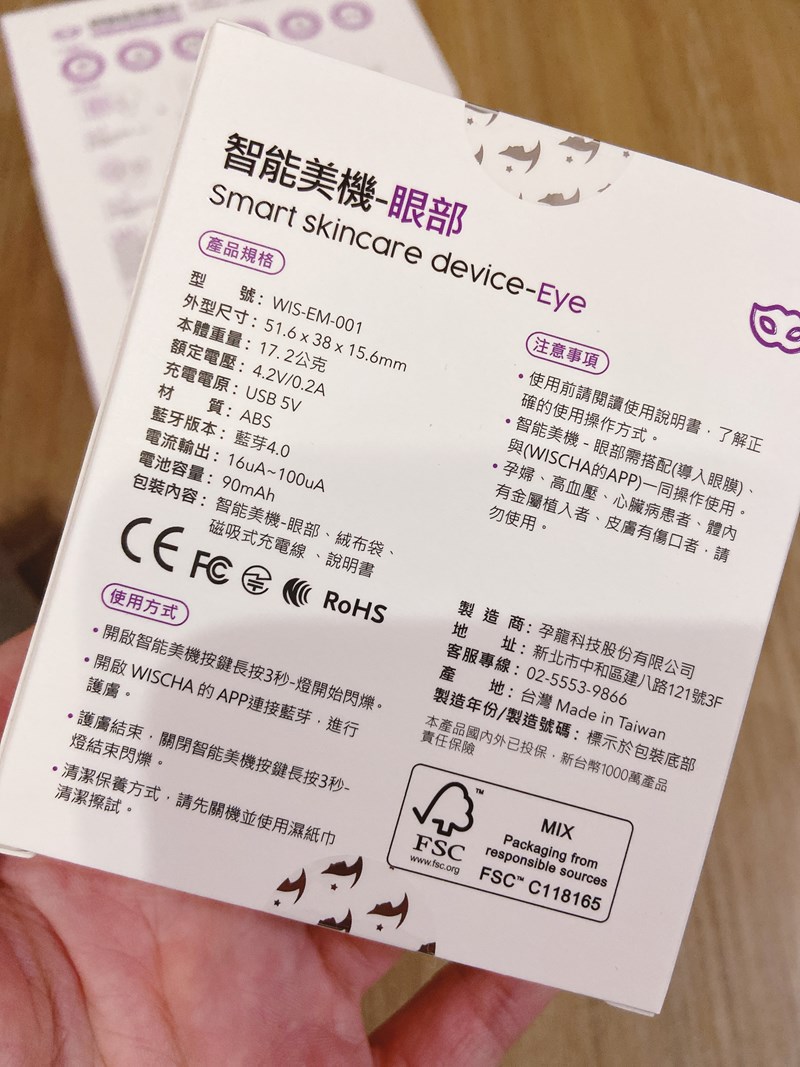 智能美機-眼部
Smart skincare device-Eye
產品規格
型號：WIS-EM-001
外型尺寸：51.6 x 38 x 15.6mm
本體重量：17.2公克
額定電壓：4.2V/0.2A
充電電原：USB 5V
材質：ABS
藍牙版本：藍芽4.0
電流輸出：16uA~100uA
電池容量：90mAh
包裝內容：智能美機-眼部、絨布袋、
磁吸式充電線、說明書
CE FC RoHS
使用方式
•開啟智能美機按鍵長按3秒-燈開始閃爍。
•開啟 WISCHA 的 APP連接藍芽，進行
護膚。
•護膚結束，關閉智能美機按鍵長按3秒-
燈結束閃爍。
•清潔保養方式，請先關機並使用濕紙巾
清潔擦試。
注意事項
•使用前請閱讀使用說明書，了解正
確的使用操作方式。
•智能美機 - 眼部需搭配(導入眼膜)、
與(WISCHA的APP)一同操作使用。
•孕婦、高血壓、心臟病患者、體內
有金屬植入者、皮膚有傷口者，請
勿使用。
製造商：孕龍科技股份有限公司
地址：新北市中和區建八路121號3F
客服專線：02-5553-9866
產地：台灣 Made in Taiwan
製造年份/製造號碼：標示於包裝底部
本產品國內外已投保，新台幣1000萬產品
責任保險
FSC™
www.fsc.org
MIX
Packaging from
responsible sources
FSC™ C118165